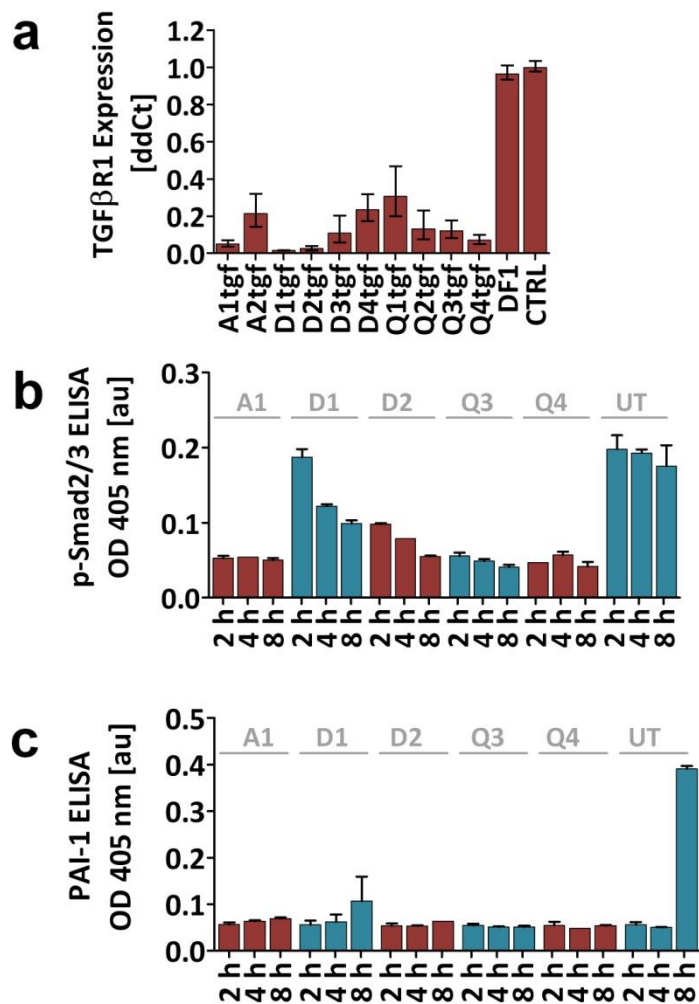 a
TGFβR1 Expression
[ddCt]
1.2
1.0
0.8
0.6
0.4
0.2
0.0
A1tgf
A2tgf
D1tgf
D2tgf
D3tgf
D4tgf
Q1tgf
Q2tgf
Q3tgf
Q4tgf
DF1
CTRL
b
p-Smad2/3 ELISA
OD 405 nm [au]
0.3
0.2
0.1
0.0
A1 D1 D2 Q3 Q4 UT
2 h
4 h
8 h
2 h
4 h
8 h
2 h
4 h
8 h
2 h
4 h
8 h
2 h
4 h
8 h
2 h
4 h
8 h
c
PAI-1 ELISA
OD 405 nm [au]
0.5
0.4
0.3
0.2
0.1
0.0
A1 D1 D2 Q3 Q4 UT
2 h
4 h
8 h
2 h
4 h
8 h
2 h
4 h
8 h
2 h
4 h
8 h
2 h
4 h
8 h
2 h
4 h
8 h